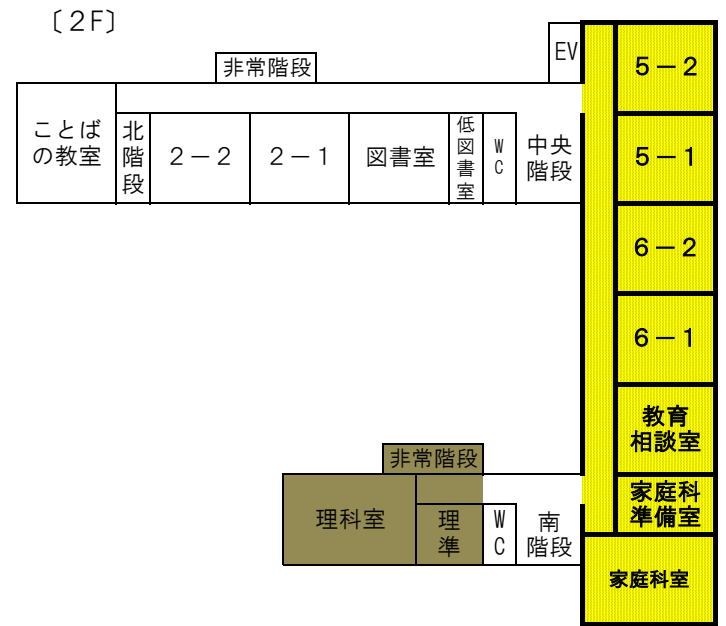 〔２F〕
非常階段
EV
５－２
ことば
の教室
北
階
段
２－２
２－１
図書室
低
図
書
室
W
C
中央
階段
５－１
６－２
６－１
教育
相談室
非常階段
理科室
理
準
W
C
南
階段
家庭科
準備室
家庭科室